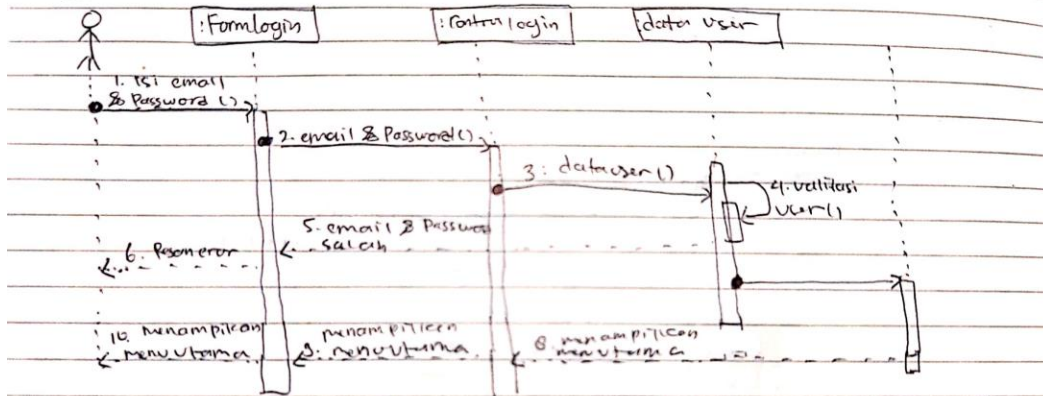 :Formlogin
:Controllogin
:data user
1. isi email
& Password ()
2. email & Password()
3: datauser()
4. validasi
user()
5. email & Password
salah
6. Pesan eror
8. menampilkan
menu utama
menampilkan
9. menu utama
10. menampilkan
menu utama